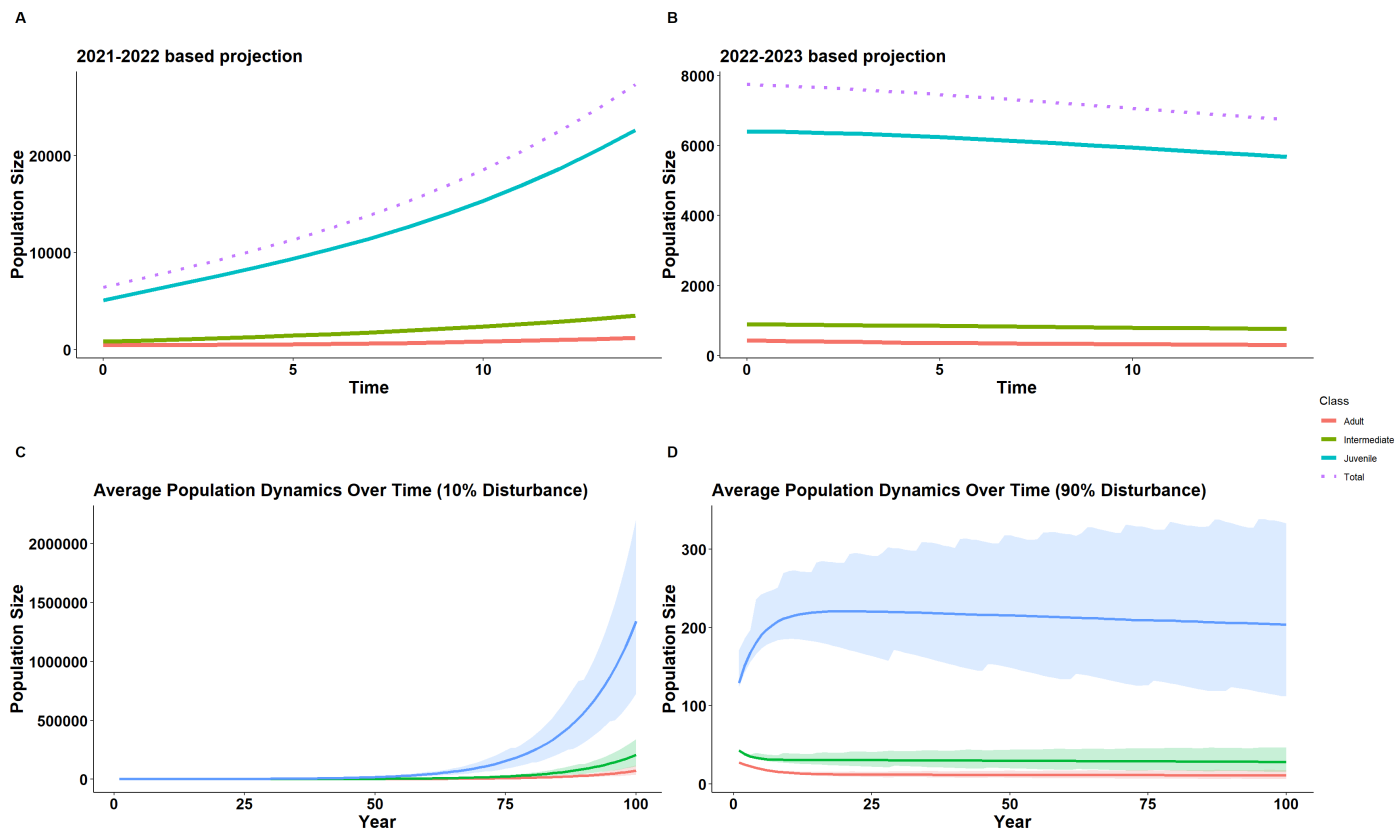 A
2021-2022 based projection
Population Size
20000
10000
0
0 5 10
Time
B
2022-2023 based projection
Population Size
8000
6000
4000
2000
0
0 5 10
Time
Class
Adult
Intermediate
Juvenile
Total
C
Average Population Dynamics Over Time (10% Disturbance)
Population Size
2000000
1500000
1000000
500000
0
0 25 50 75 100
Year
D
Average Population Dynamics Over Time (90% Disturbance)
Population Size
300
200
100
0
0 25 50 75 100
Year